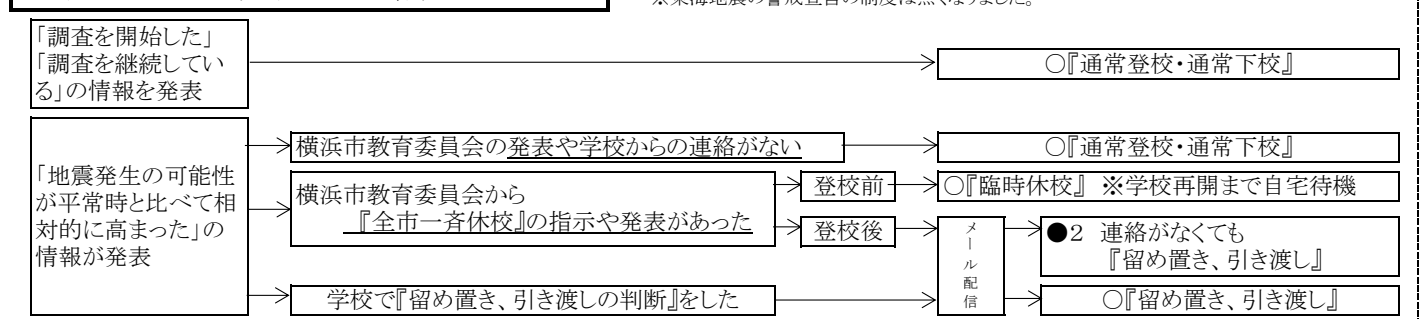 ※東海地震の警戒宣言の制度は無くなりました。
「調査を開始した」
「調査を継続してい
る」の情報を発表
○『通常登校・通常下校』
「地震発生の可能性
が平常時と比べて相
対的に高まった」の
情報が発表
横浜市教育委員会の発表や学校からの連絡がない
○『通常登校・通常下校』
横浜市教育委員会から
『全市一斉休校』の指示や発表があった
登校前
○『臨時休校』 ※学校再開まで自宅待機
登校後
メール配信
●2 連絡がなくても
『留め置き、引き渡し』
学校で『留め置き、引き渡しの判断』をした
○『留め置き、引き渡し』